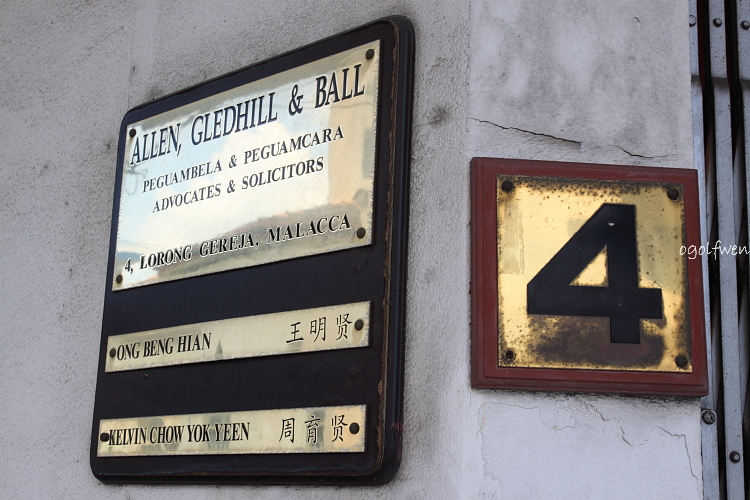 ALLEN, GLEDHILL & BALL
PEGUAMBELA & PEGUAMCARA
ADVOCATES & SOLICITORS
4, LORONG GEREJA, MALACCA
ONG BENG HIAN 王明贤
KELVIN CHOW YOK YEEN 周育贤
4
ogolfwen